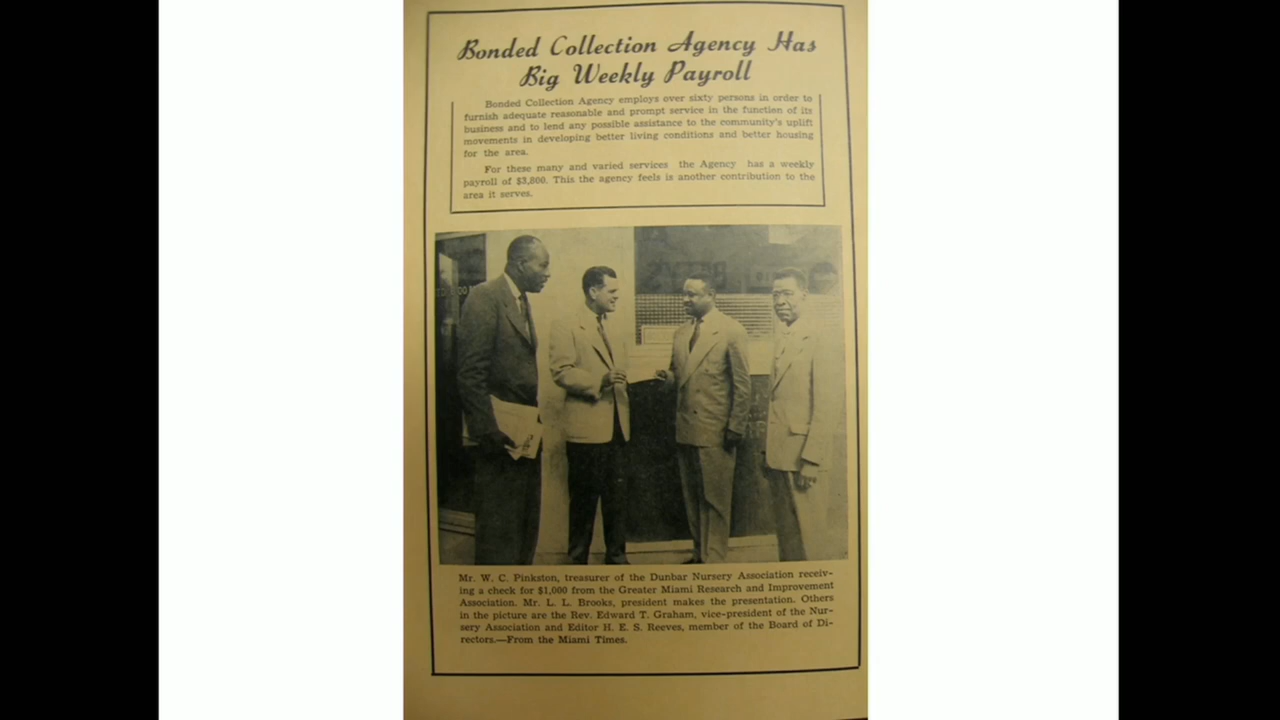 Bonded Collection Agency Has
Big Weekly Payroll
Bonded Collection Agency employs over sixty persons in order to
furnish adequate reasonable and prompt service in the function of its
business and to lend any possible assistance to the community's uplift
movements in developing better living conditions and better housing
for the area.
For these many and varied services the Agency has a weekly
payroll of $3,800. This the agency feels is another contribution to the
area it serves.
Mr. W. C. Pinkston, treasurer of the Dunbar Nursery Association receiv-
ing a check for $1,000 from the Greater Miami Research and Improvement
Association. Mr. L. L. Brooks, president makes the presentation. Others
in the picture are the Rev. Edward T. Graham, vice-president of the Nur-
sery Association and Editor H. E. S. Reeves, member of the Board of Di-
rectors.—From the Miami Times.